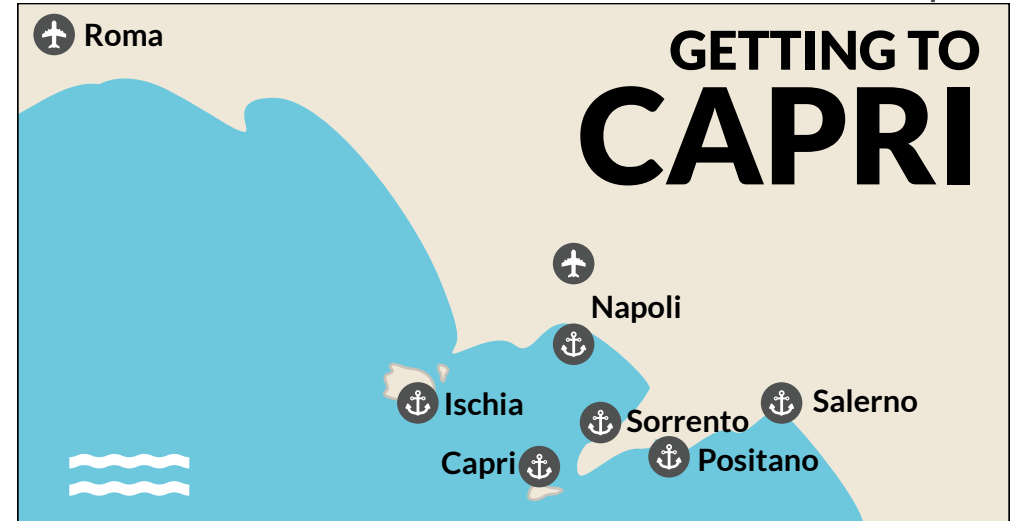 Roma
GETTING TO
CAPRI
Napoli
Ischia
Salerno
Sorrento
Capri
Positano